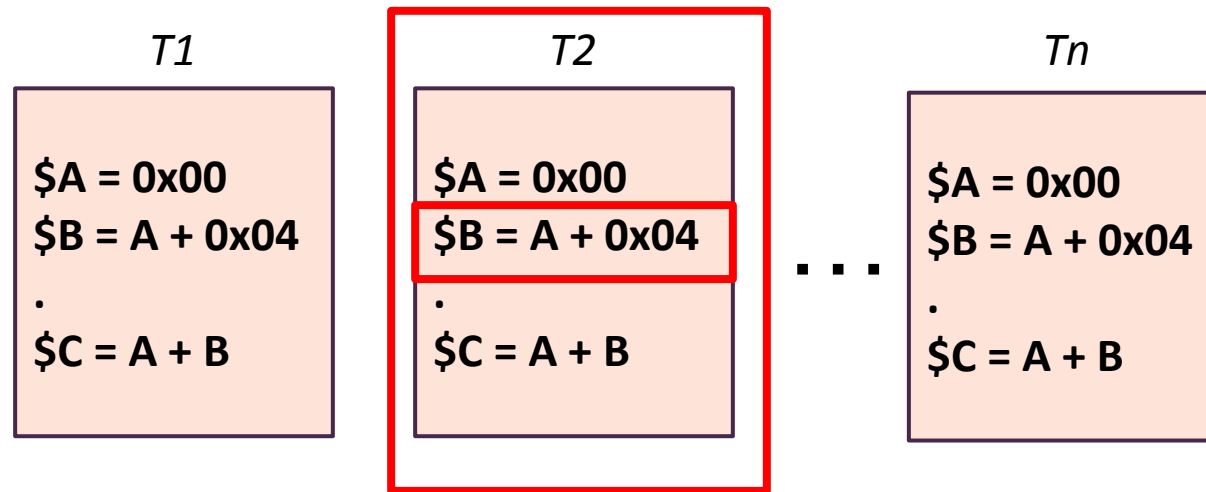 T1
$A = 0x00
$B = A + 0x04
.
$C = A + B
T2
$A = 0x00
$B = A + 0x04
.
$C = A + B
. . .
Tn
$A = 0x00
$B = A + 0x04
.
$C = A + B